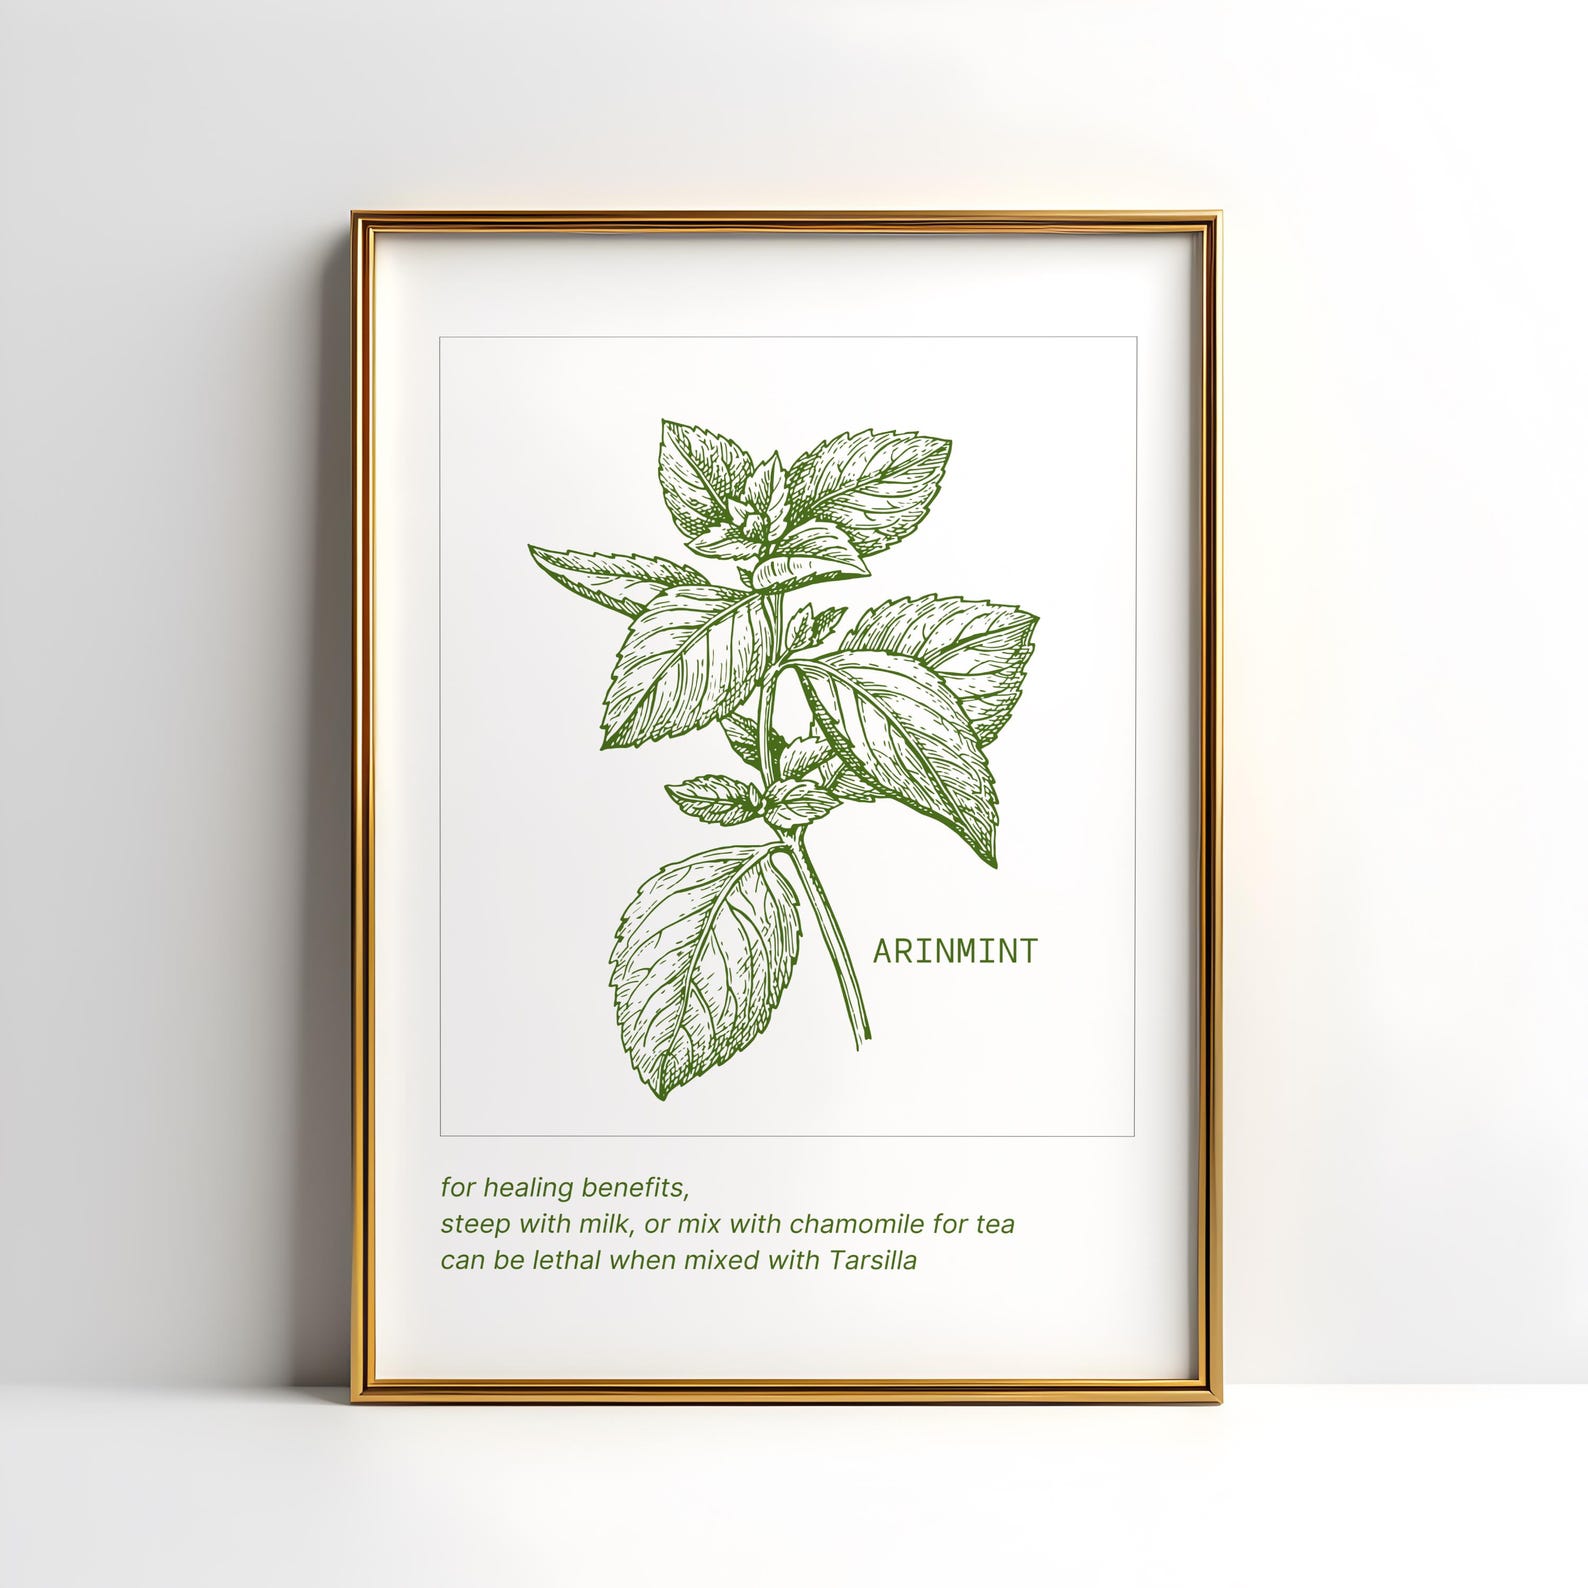 ARINMINT
for healing benefits,
steep with milk, or mix with chamomile for tea
can be lethal when mixed with Tarsilla